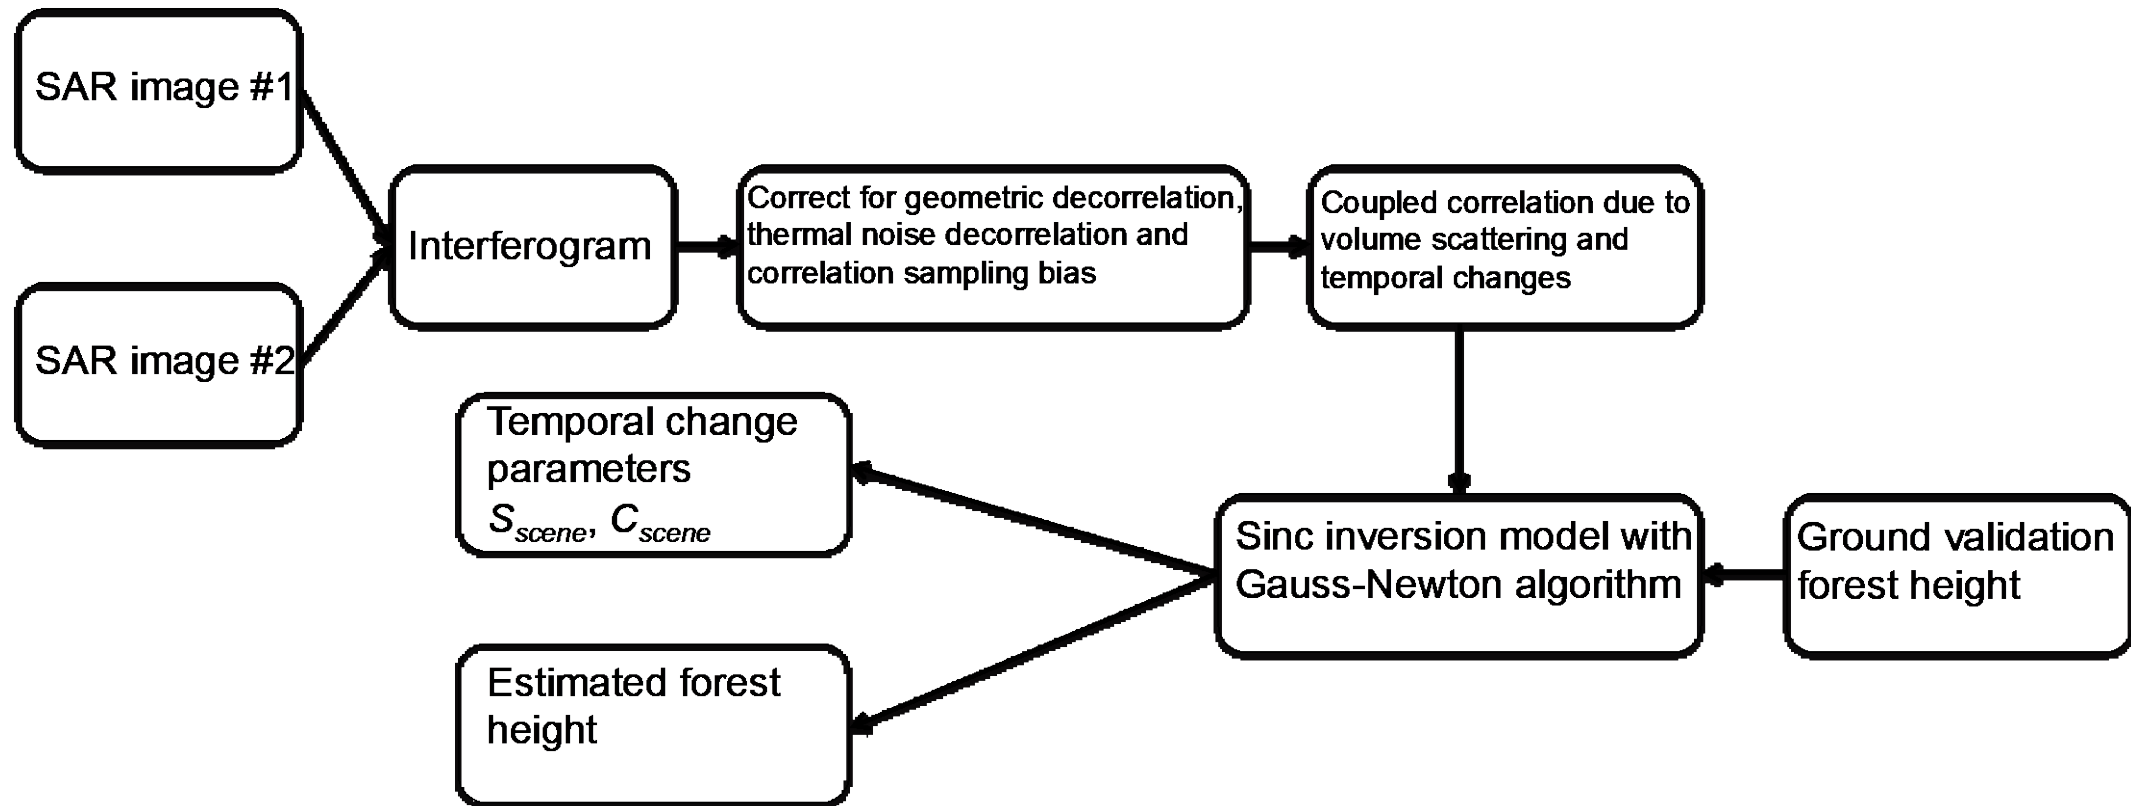 SAR image #1
SAR image #2
Interferogram
Correct for geometric decorrelation,
thermal noise decorrelation and
correlation sampling bias
Coupled correlation due to
volume scattering and
temporal changes
Temporal change
parameters
S_scene, C_scene
Sinc inversion model with
Gauss-Newton algorithm
Ground validation
forest height
Estimated forest
height